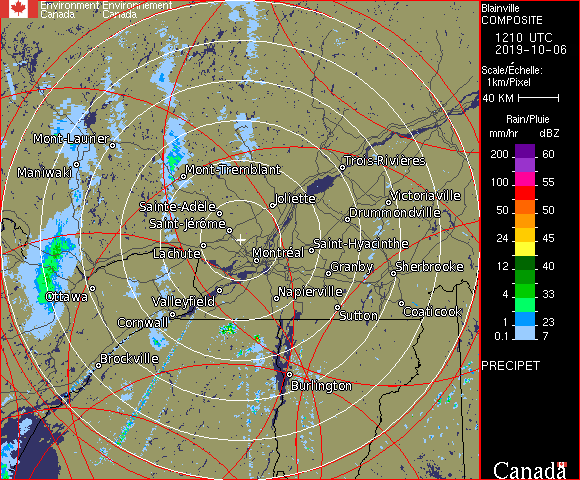 Environment Environnement
Canada Canada
Blainville
COMPOSITE
1210 UTC
2019-10-06
Scale/Échelle:
1km/Pixel
40 KM
Rain/Pluie
mm/hr dBZ
200 60
100 55
50 50
24 45
12 40
4 33
1 23
0.1 7
PRECIPET
Canada
Mont-Laurier
Maniwaki
Mont-Tremblant
Trois-Rivières
Sainte-Adèle
Joliette
Victoriaville
Drummondville
Saint-Jérôme
Lachute
Montréal
Saint-Hyacinthe
Granby
Sherbrooke
Ottawa
Valleyfield
Napierville
Cornwall
Sutton
Coaticook
Brockville
Burlington